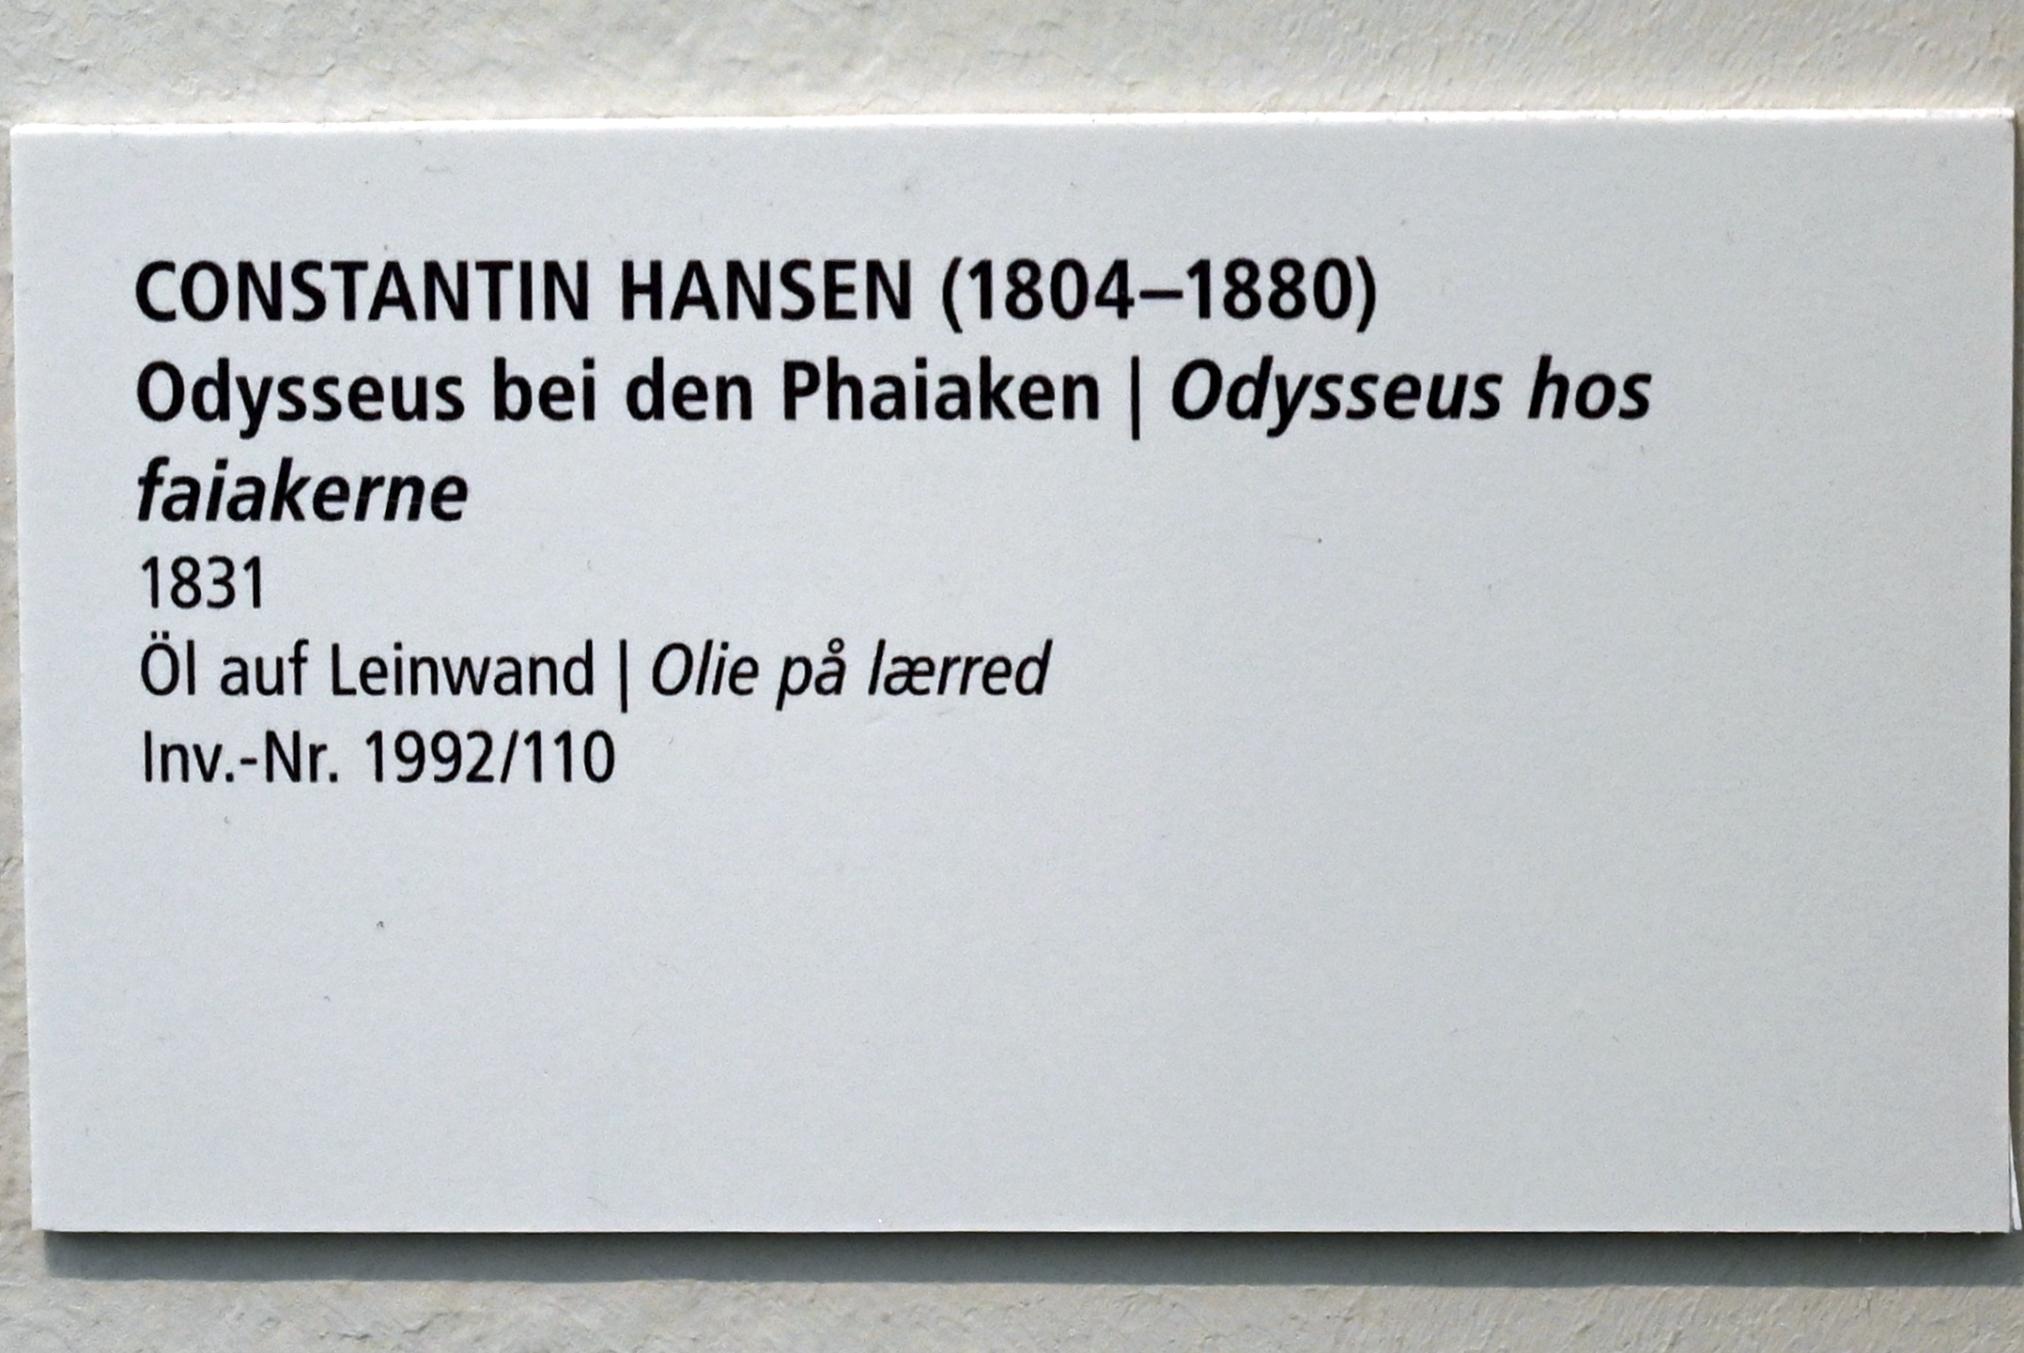 CONSTANTIN HANSEN (1804–1880)
Odysseus bei den Phaiaken | Odysseus hos
faiakerne
1831
Öl auf Leinwand | Olie på lærred
Inv.-Nr. 1992/110